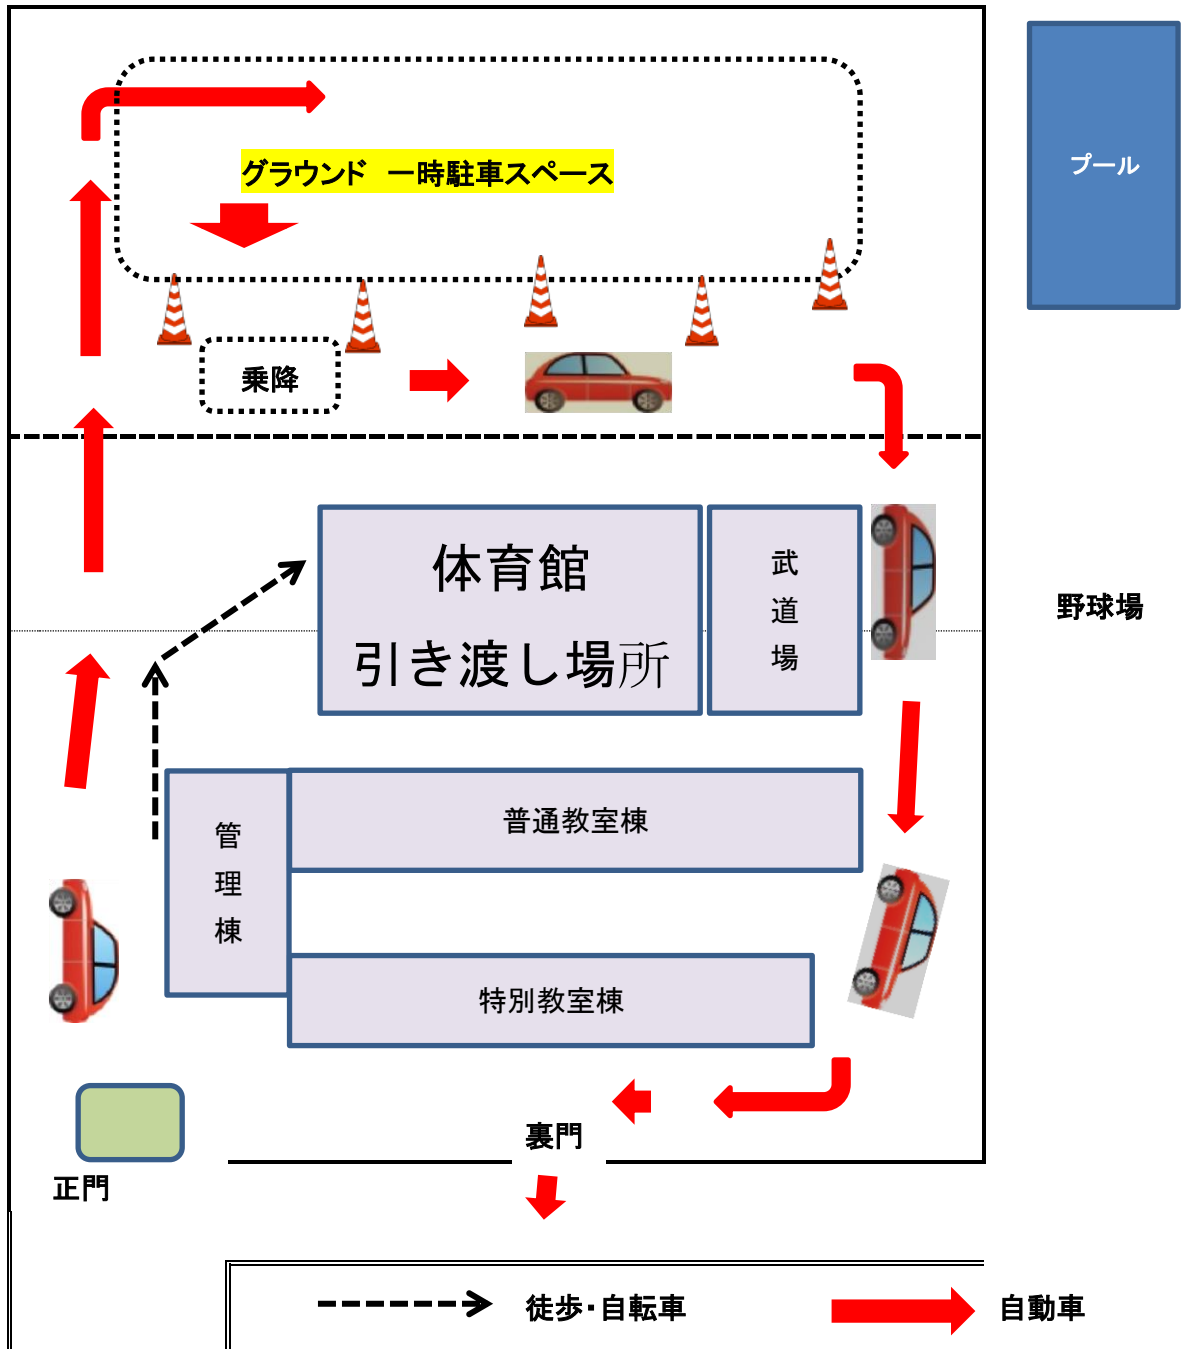 プール
グラウンド　一時駐車スペース
乗降
体育館
引き渡し場所
武道場
野球場
普通教室棟
管理棟
特別教室棟
裏門
正門
徒歩・自転車
自動車